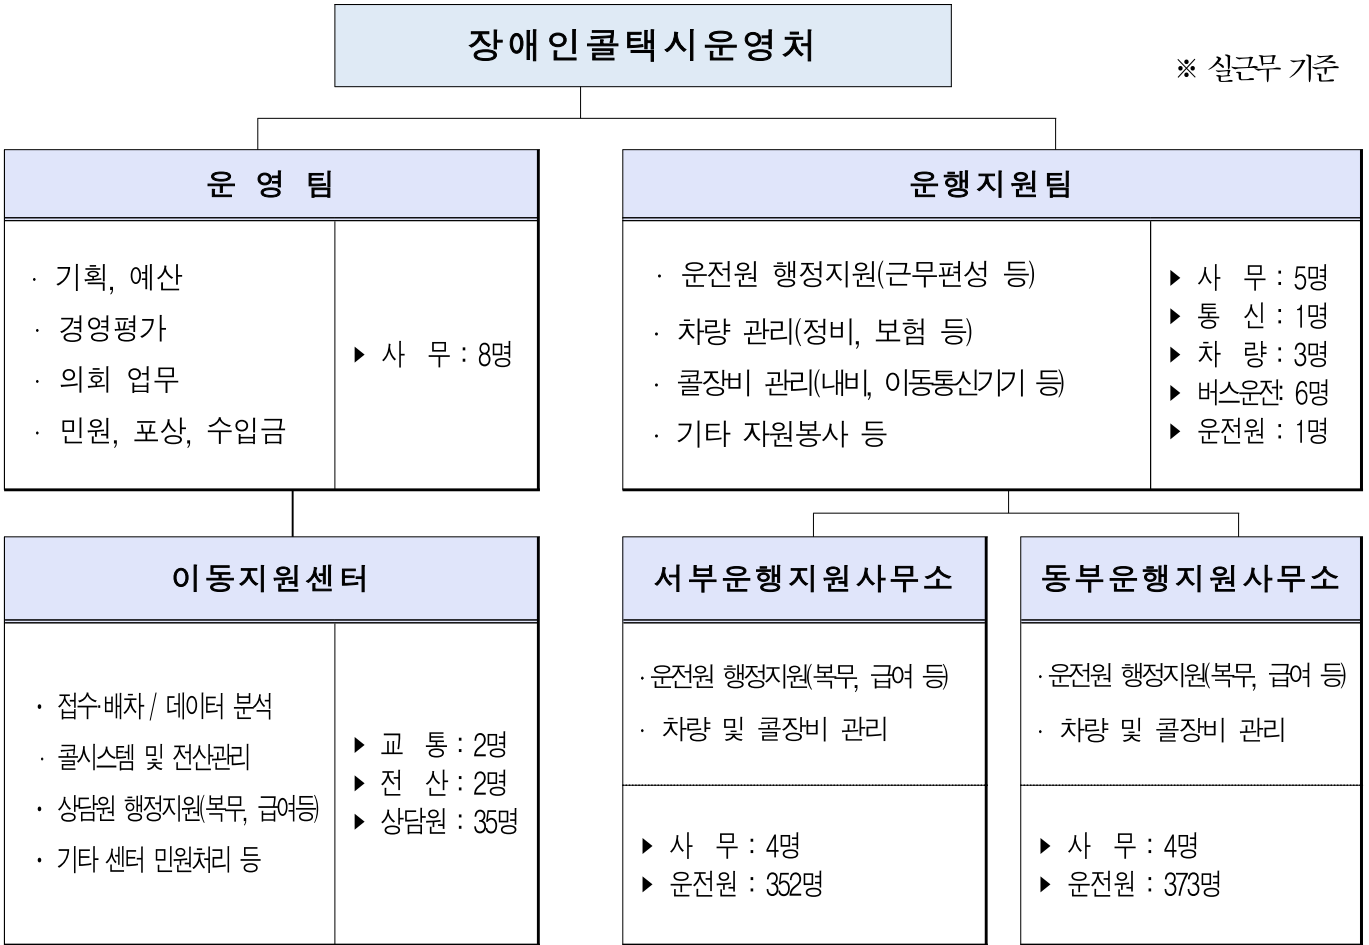 장애인콜택시운영처
※ 실근무 기준
운 영 팀
· 기획, 예산
· 경영평가
· 의회 업무
· 민원, 포상, 수입금
▶ 사 무 : 8명
운행지원팀
· 운전원 행정지원(근무편성 등)
· 차량 관리(정비, 보험 등)
· 콜장비 관리(내비, 이동통신기기 등)
· 기타 자원봉사 등
▶ 사 무 : 5명
▶ 통 신 : 1명
▶ 차 량 : 3명
▶ 버스운전: 6명
▶ 운전원 : 1명
이동지원센터
· 접수·배차 / 데이터 분석
· 콜시스템 및 전산관리
· 상담원 행정지원(복무, 급여등)
· 기타 센터 민원처리 등
▶ 교 통 : 2명
▶ 전 산 : 2명
▶ 상담원 : 35명
서부운행지원사무소
· 운전원 행정지원(복무, 급여 등)
· 차량 및 콜장비 관리
▶ 사 무 : 4명
▶ 운전원 : 352명
동부운행지원사무소
· 운전원 행정지원(복무, 급여 등)
· 차량 및 콜장비 관리
▶ 사 무 : 4명
▶ 운전원 : 373명